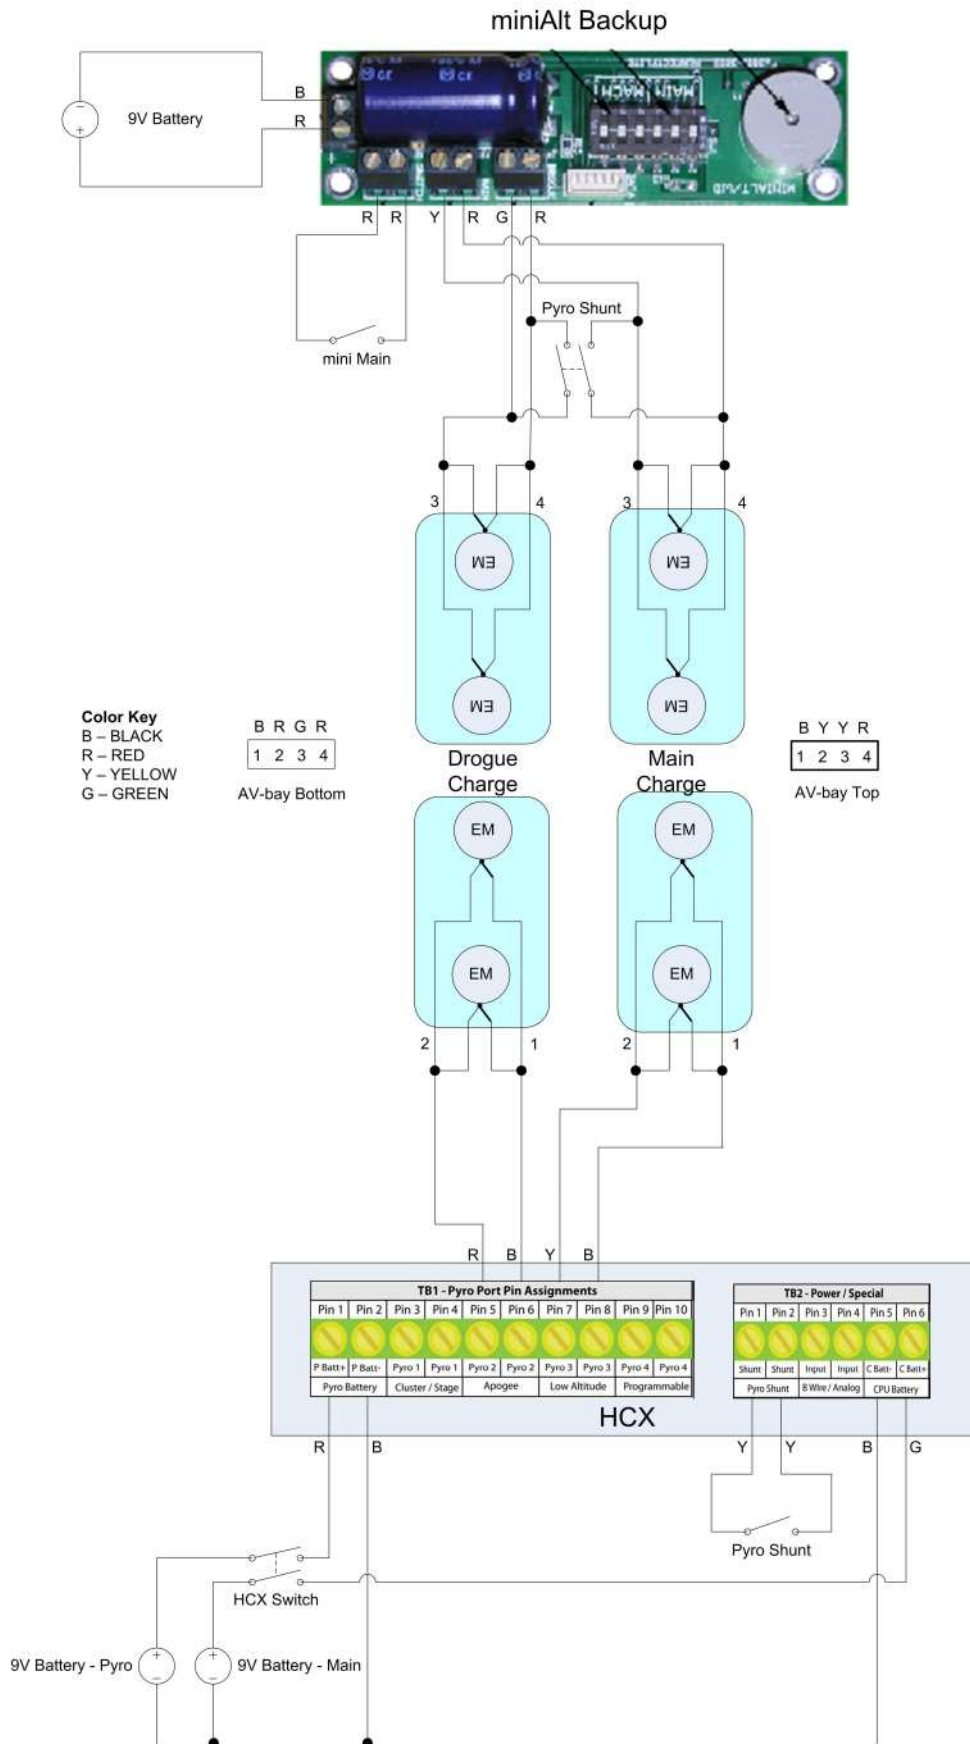 miniAlt Backup
B
R
9V Battery
MACH1 MAIN1
MINIALT/WD
R R Y R G R
Pyro Shunt
mini Main
3 4 3 4
EM EM
EM EM
Color Key
B – BLACK
R – RED
Y – YELLOW
G – GREEN
B R G R
1 2 3 4
AV-bay Bottom
Drogue
Charge
Main
Charge
B Y Y R
1 2 3 4
AV-bay Top
EM EM
EM EM
2 1 2 1
R B Y B
TB1 - Pyro Port Pin Assignments
Pin 1 Pin 2 Pin 3 Pin 4 Pin 5 Pin 6 Pin 7 Pin 8 Pin 9 Pin 10
P Batt+ P Batt- Pyro 1 Pyro 1 Pyro 2 Pyro 2 Pyro 3 Pyro 3 Pyro 4 Pyro 4
Pyro Battery Cluster / Stage Apogee Low Altitude Programmable
TB2 - Power / Special
Pin 1 Pin 2 Pin 3 Pin 4 Pin 5 Pin 6
Shunt Shunt Input Input C Batt- C Batt+
Pyro Shunt B Wire / Analog CPU Battery
HCX
R B Y Y B G
Pyro Shunt
HCX Switch
9V Battery - Pyro
9V Battery - Main